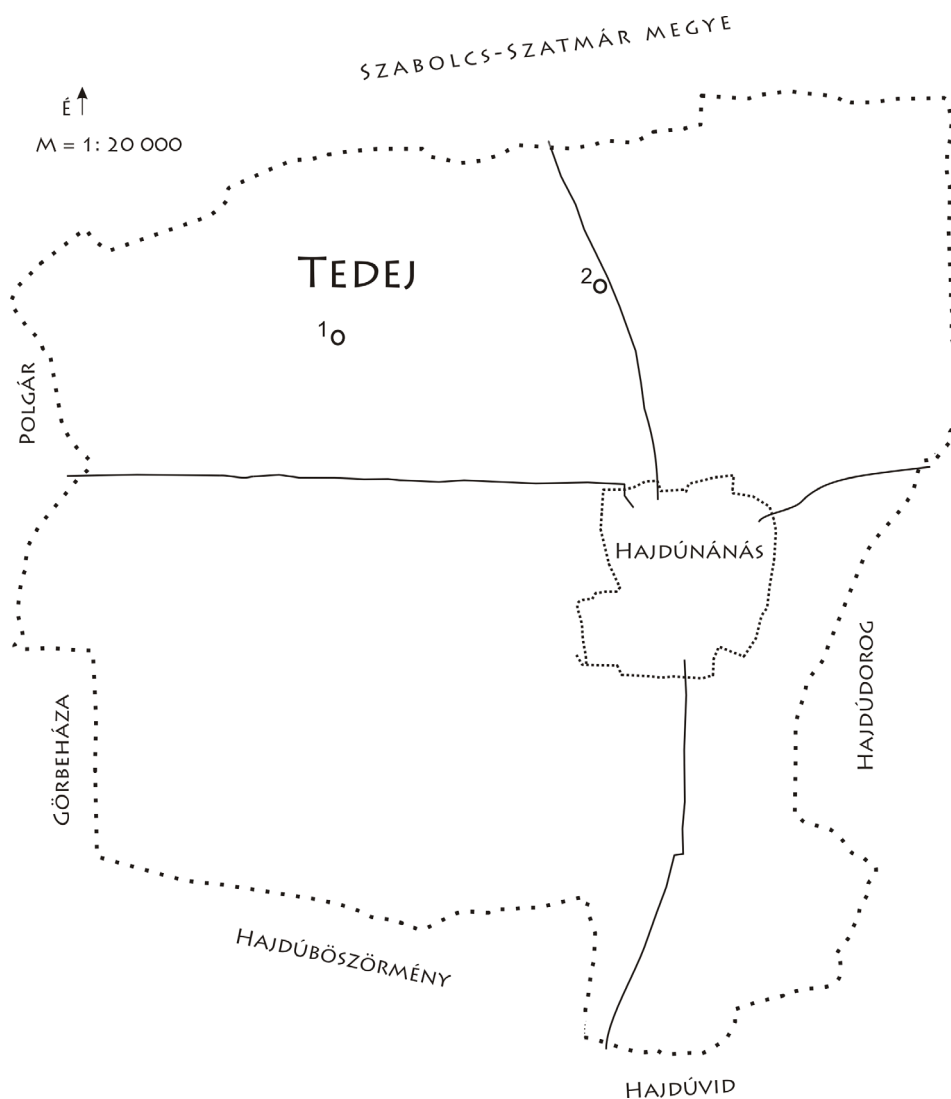 SZABOLCS-SZATMÁR MEGYE
É
M = 1: 20 000
TEDEJ
2
1
POLGÁR
HAJDÚNÁNÁS
HAJDÚDOROG
GÖRBEHÁZA
HAJDÚBÖSZÖRMÉNY
HAJDÚVID